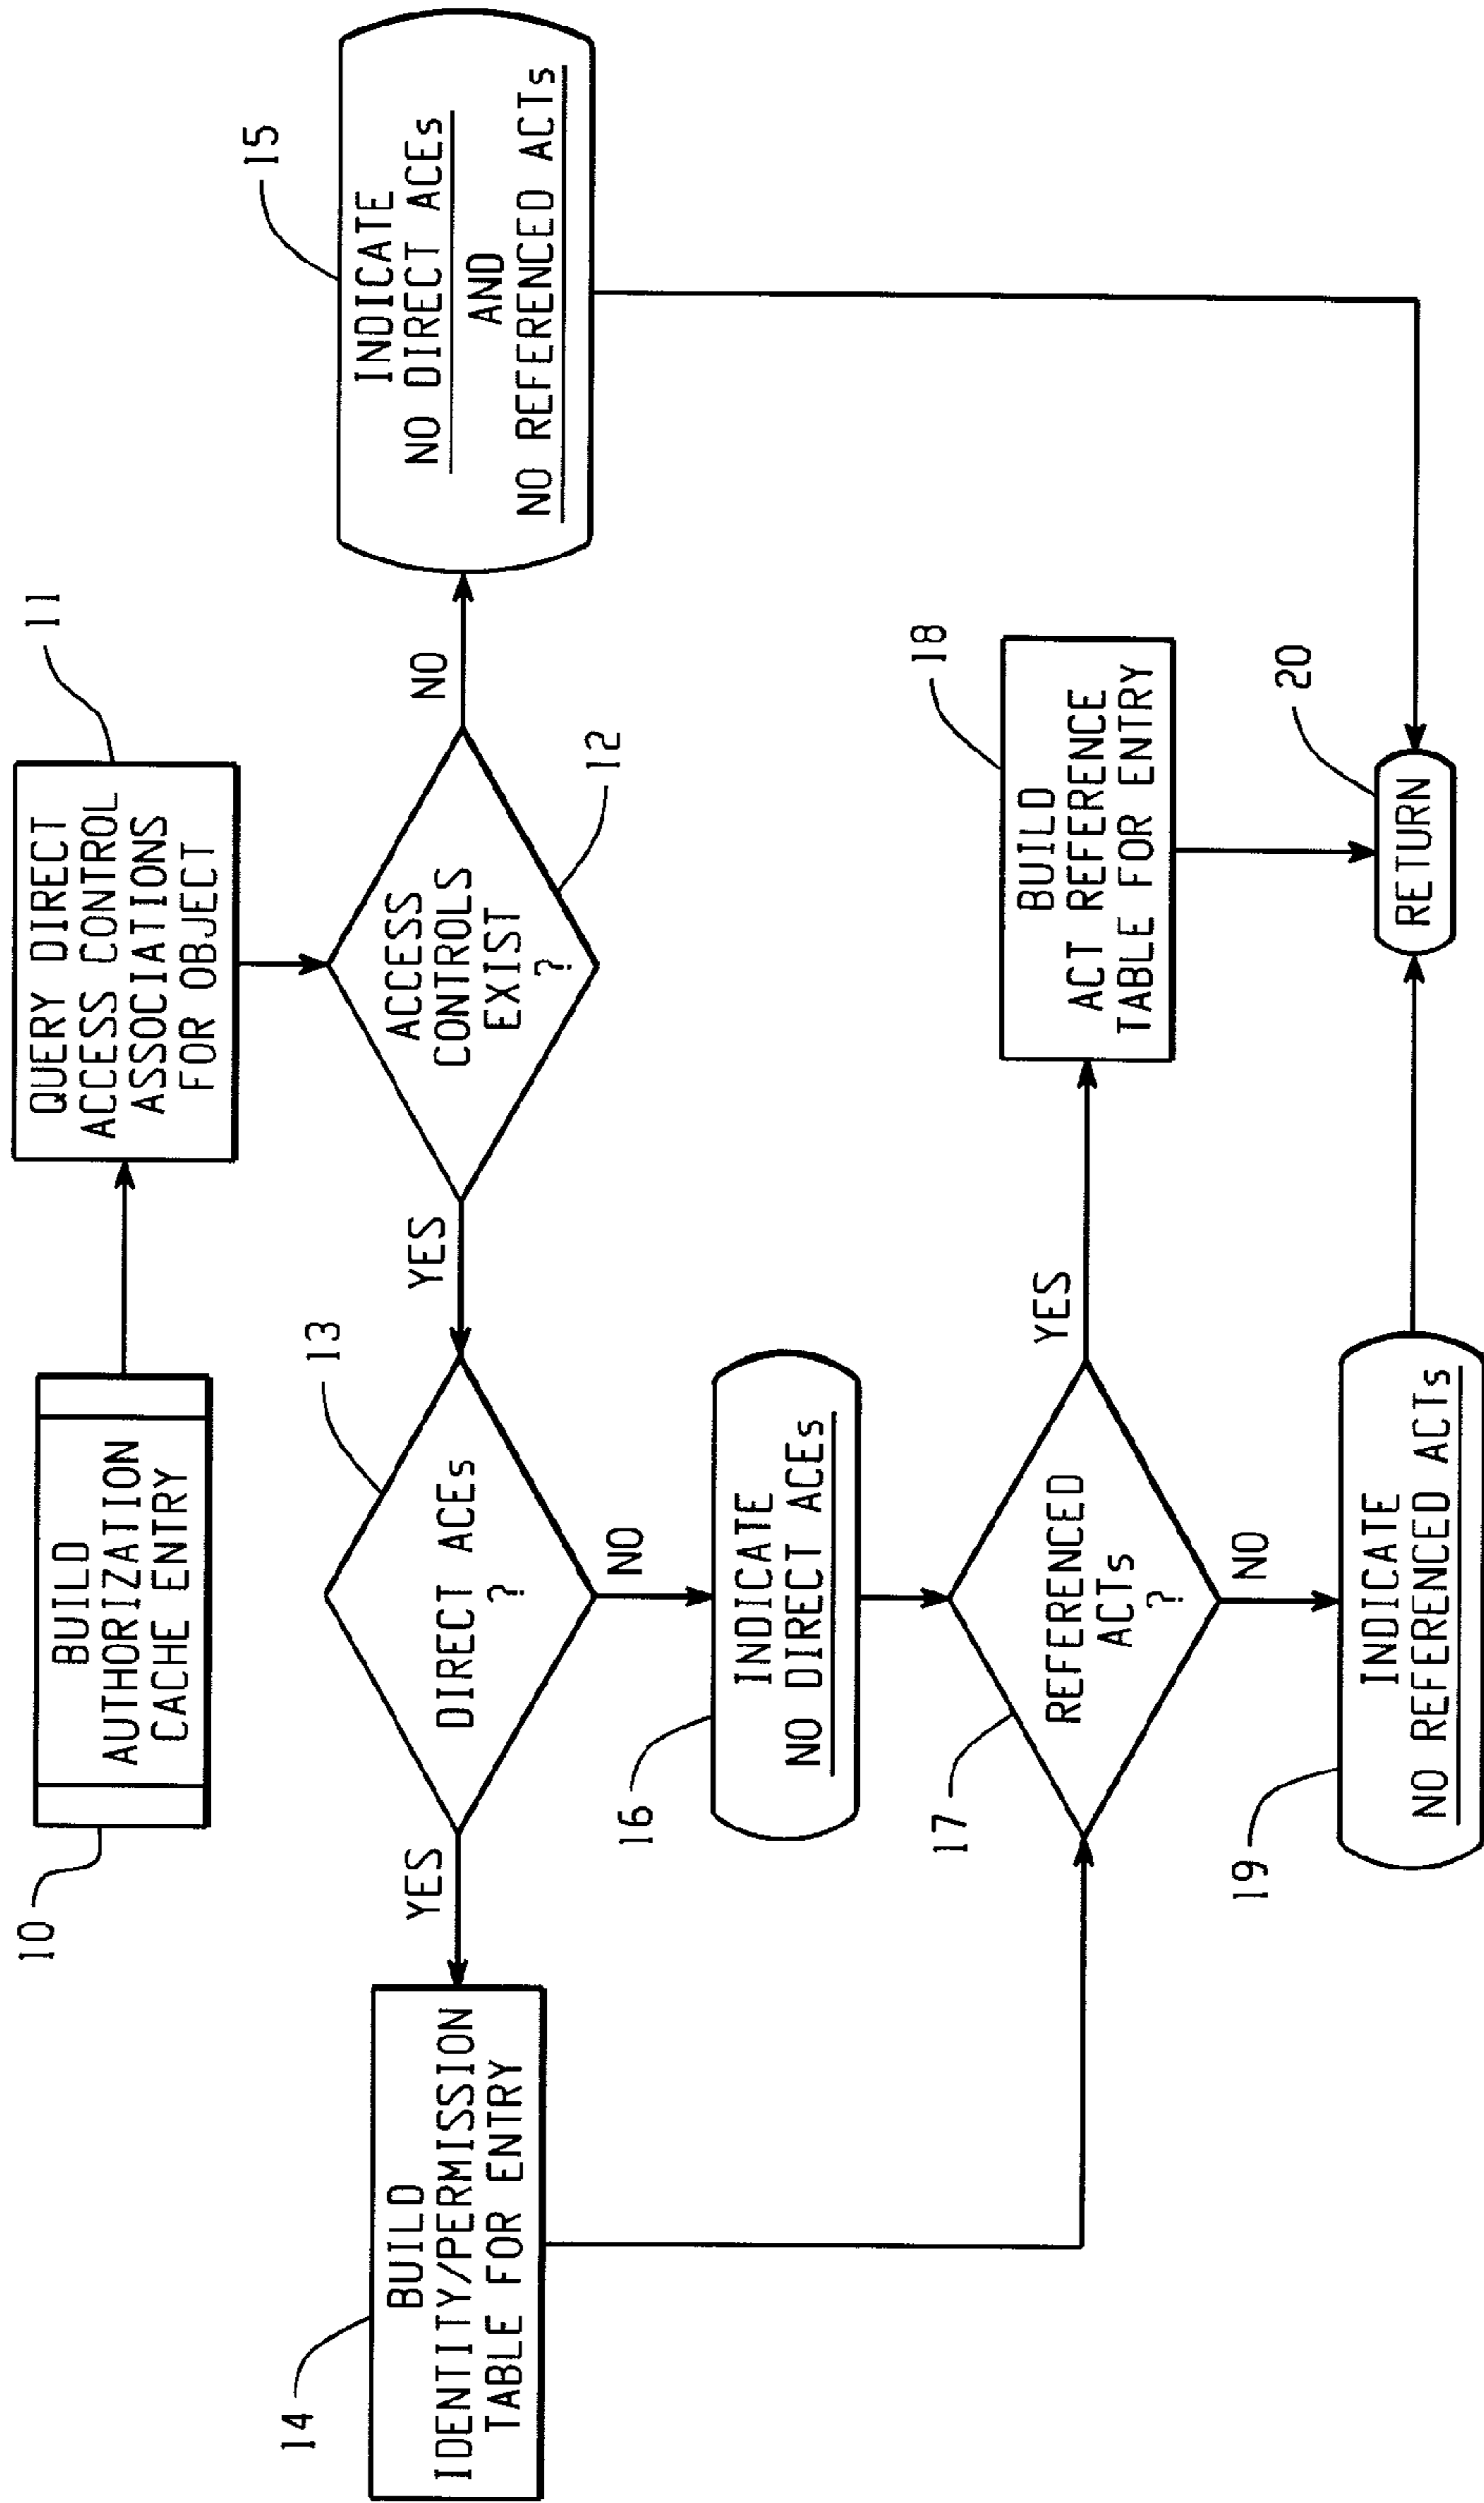 10
BUILD
AUTHORIZATION
CACHE ENTRY
11
QUERY DIRECT
ACCESS CONTROL
ASSOCIATIONS
FOR OBJECT
12
ACCESS
CONTROLS
EXIST
?
YES
NO
13
DIRECT ACEs
?
YES
NO
14
BUILD
IDENTITY/PERMISSION
TABLE FOR ENTRY
15
INDICATE
NO DIRECT ACEs
AND
NO REFERENCED ACTs
16
INDICATE
NO DIRECT ACEs
17
REFERENCED
ACTs
?
YES
NO
18
BUILD
ACT REFERENCE
TABLE FOR ENTRY
19
INDICATE
NO REFERENCED ACTs
20
RETURN